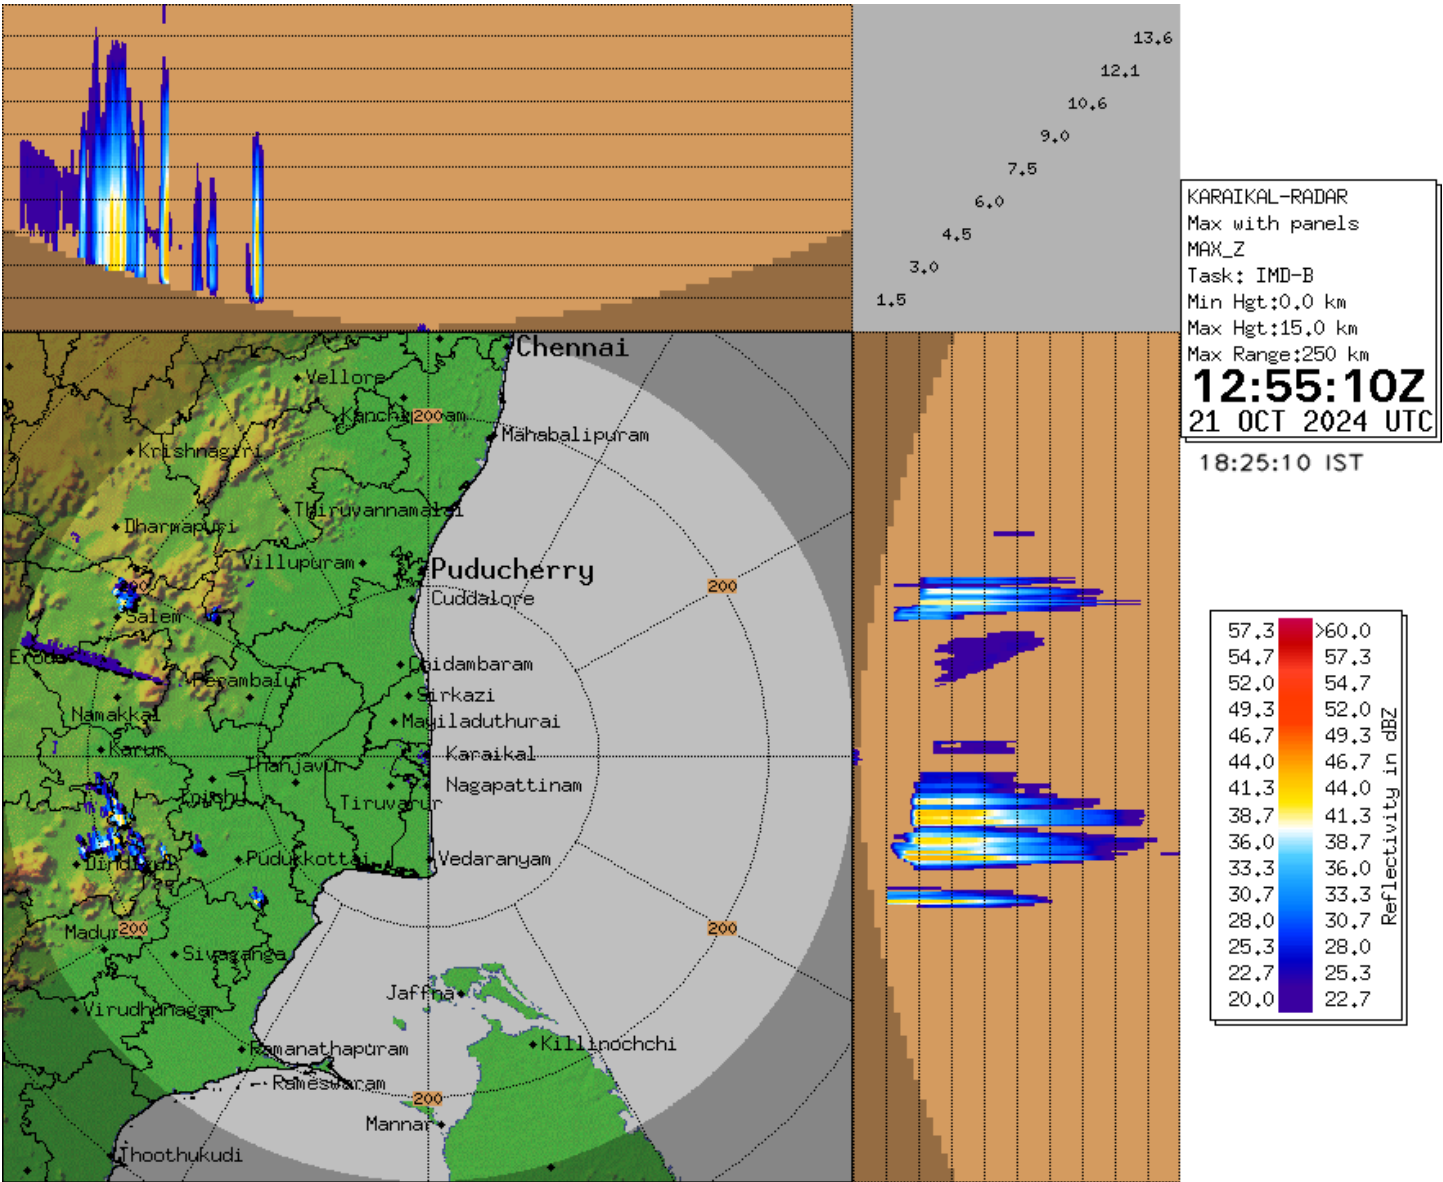 13.6
12.1
10.6
9.0
7.5
6.0
4.5
3.0
1.5
KARAIKAL-RADAR
Max with panels
MAX_Z
Task: IMD-B
Min Hgt:0.0 km
Max Hgt:15.0 km
Max Range:250 km
12:55:10Z
21 OCT 2024 UTC
18:25:10 IST
Chennai
Vellore
200
Mahabalipuram
Krishnagiri
Thiruvannamalai
Dharmapuri
Villupuram
Puducherry
200
Cuddalore
Salem
Erode
Chidambaram
Perambalur
Sirkazi
Namakkal
Mayiladuthurai
Karur
Karaikal
Thanjavur
Nagapattinam
Tiruvarur
Dindigul
Pudukkottai
Vedaranyam
200
200
Sivaganga
Jaffna
Virudhunagar
Killinochchi
Ramanathapuram
Rameswaram
200
Mannar
Thoothukudi
57.3 >60.0
54.7 57.3
52.0 54.7
49.3 52.0
46.7 49.3
44.0 46.7
41.3 44.0
38.7 41.3
36.0 38.7
33.3 36.0
30.7 33.3
28.0 30.7
25.3 28.0
22.7 25.3
20.0 22.7
Reflectivity in dBZ